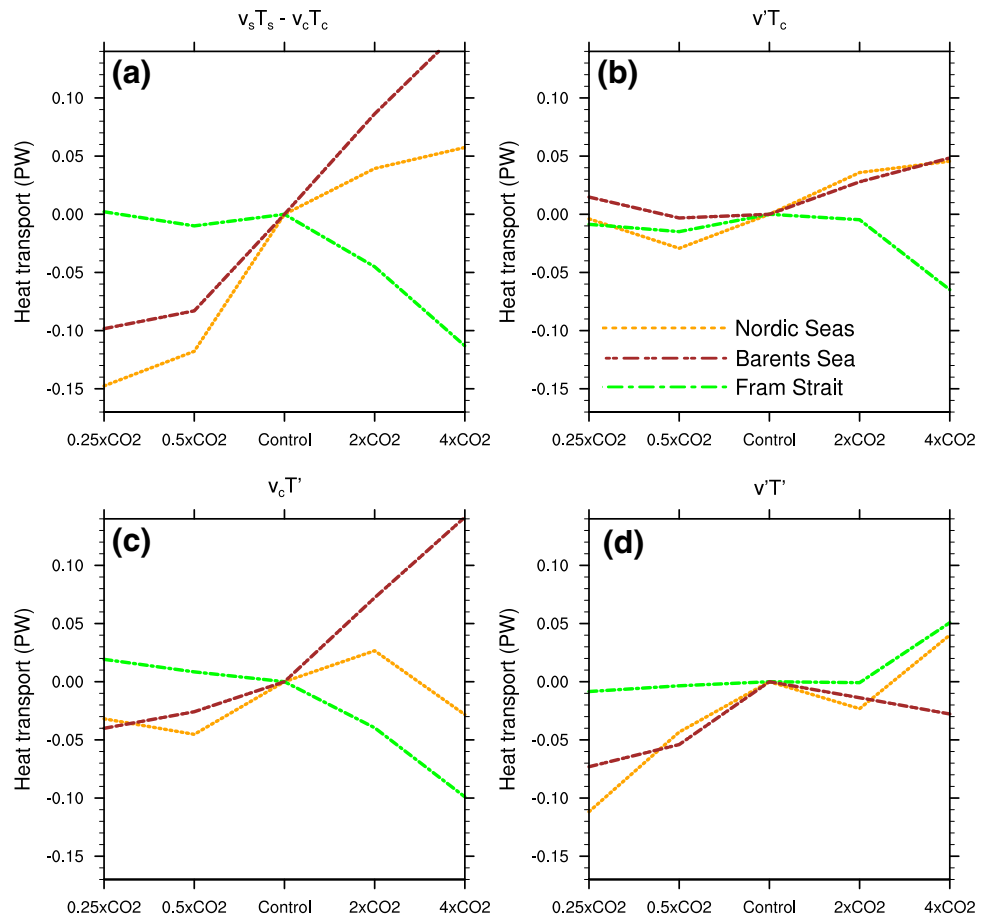 vₛTₛ - v꜀T꜀
(a)
Heat transport (PW)
0.10
0.05
0.00
-0.05
-0.10
-0.15
0.25xCO2 0.5xCO2 Control 2xCO2 4xCO2
v'T꜀
(b)
Heat transport (PW)
0.10
0.05
0.00
-0.05
-0.10
-0.15
Nordic Seas
Barents Sea
Fram Strait
0.25xCO2 0.5xCO2 Control 2xCO2 4xCO2
v꜀T'
(c)
Heat transport (PW)
0.10
0.05
0.00
-0.05
-0.10
-0.15
0.25xCO2 0.5xCO2 Control 2xCO2 4xCO2
v'T'
(d)
Heat transport (PW)
0.10
0.05
0.00
-0.05
-0.10
-0.15
0.25xCO2 0.5xCO2 Control 2xCO2 4xCO2